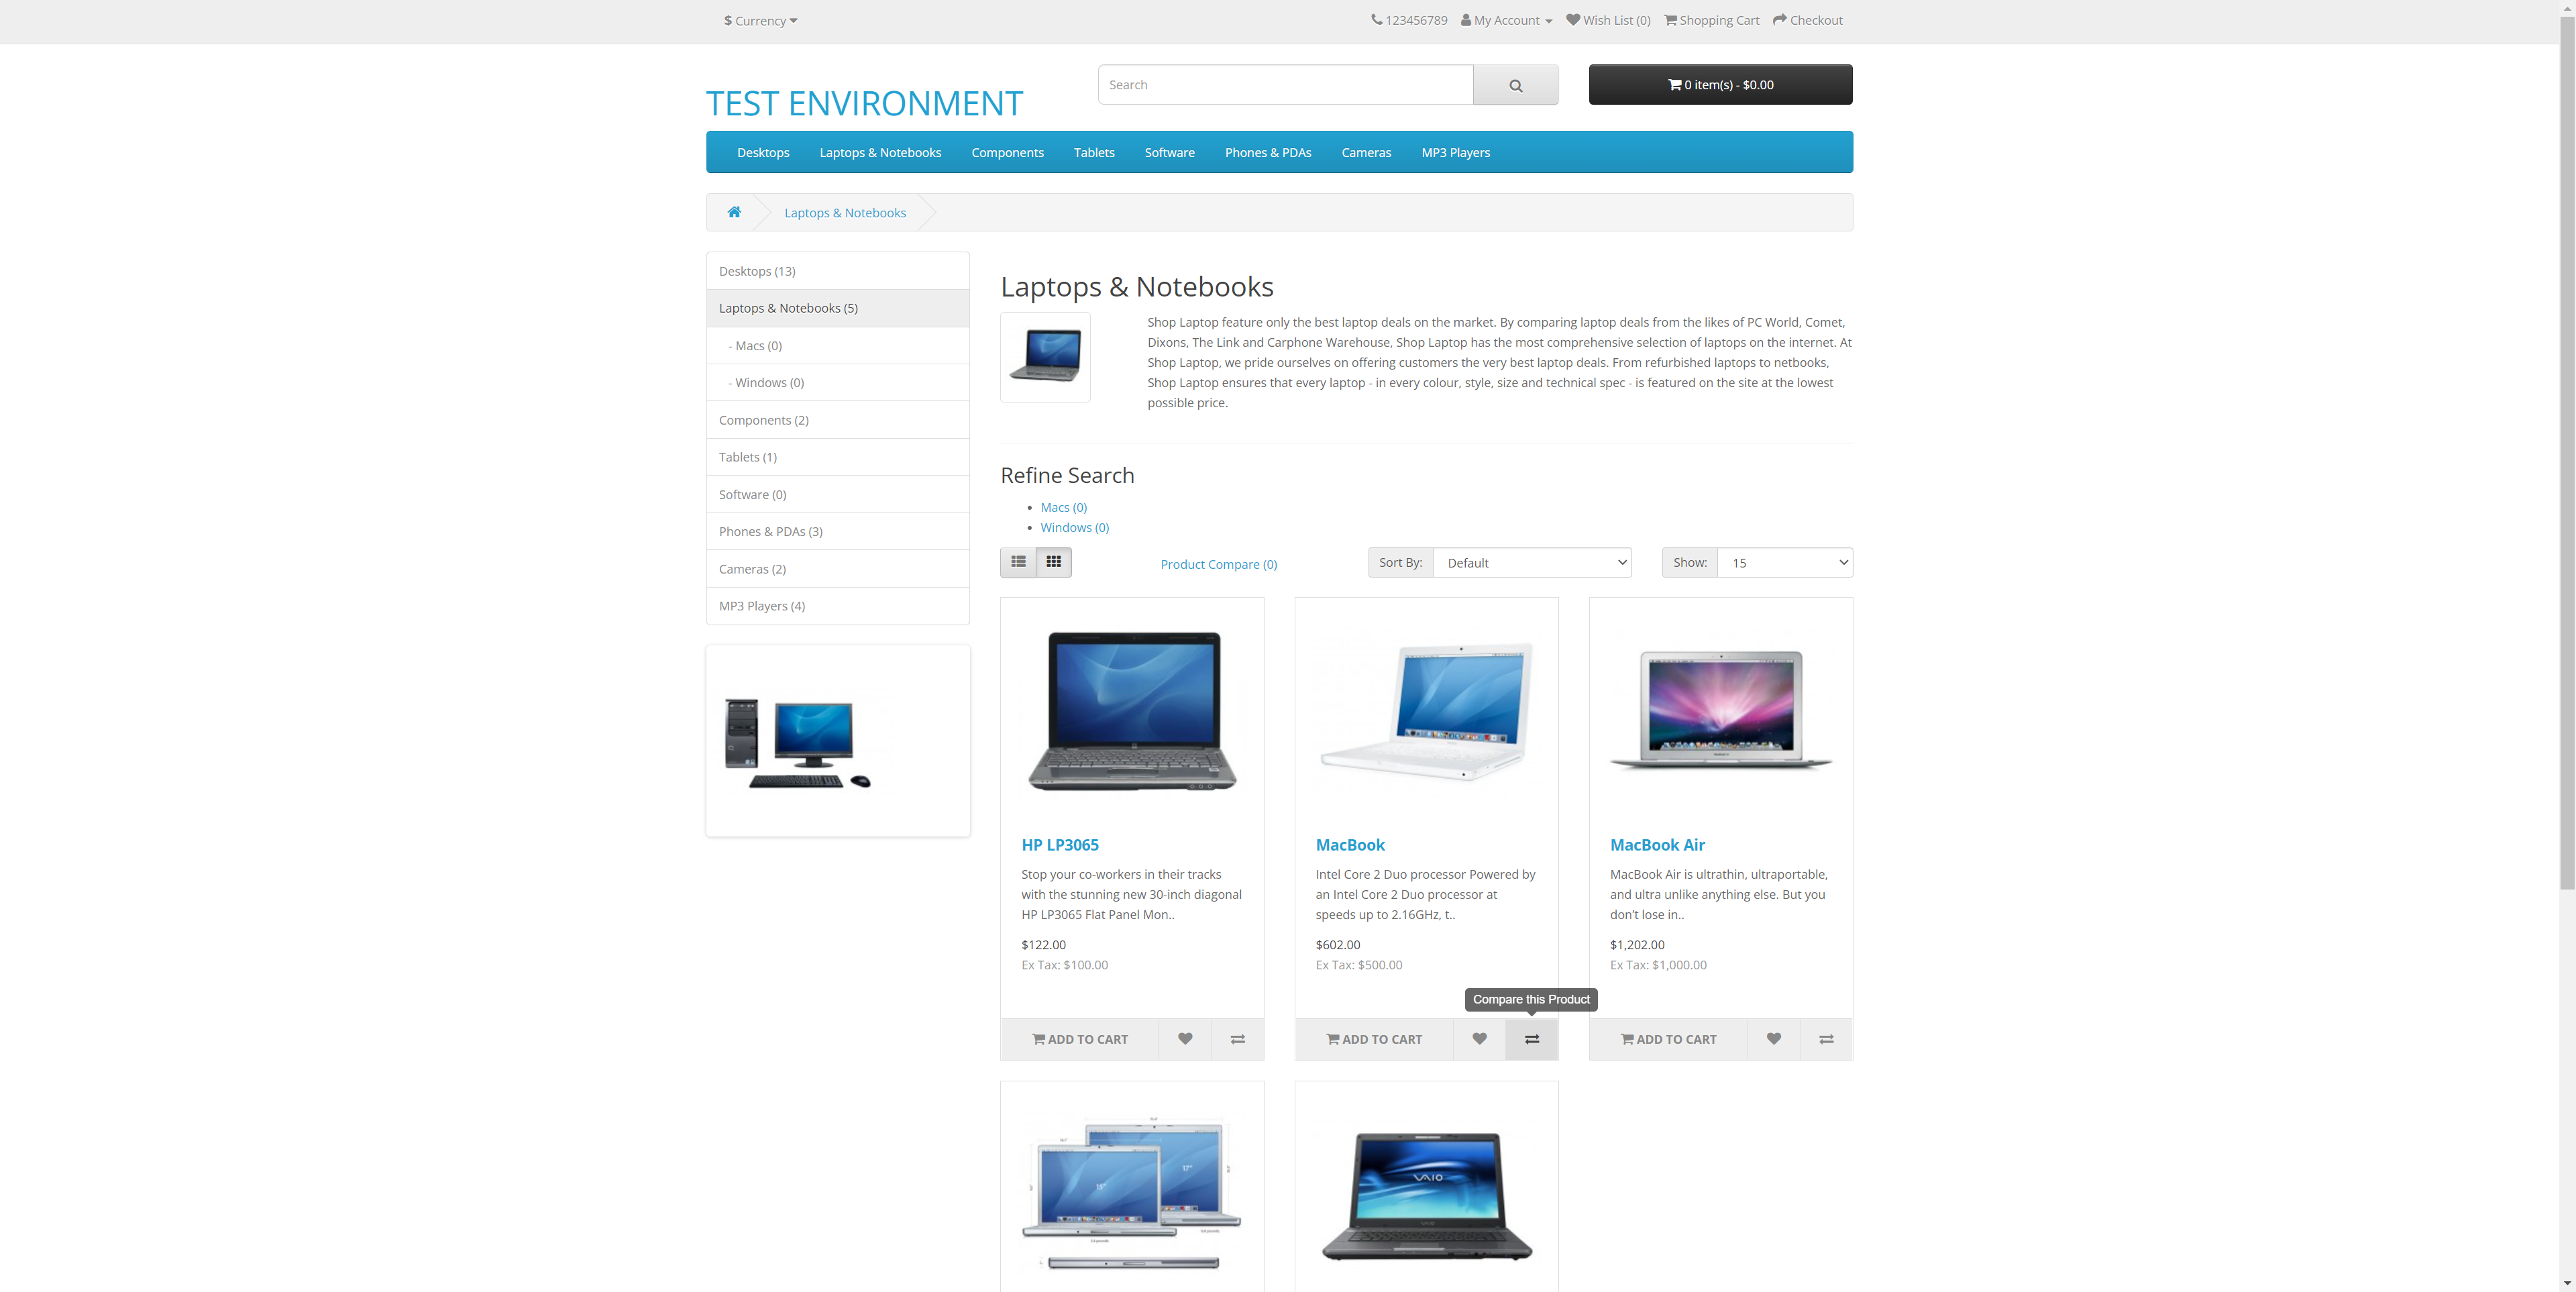 $ Currency
123456789 My Account Wish List (0) Shopping Cart Checkout
TEST ENVIRONMENT
Search
0 item(s) - $0.00
Desktops Laptops & Notebooks Components Tablets Software Phones & PDAs Cameras MP3 Players
Laptops & Notebooks
Desktops (13)
Laptops & Notebooks (5)
- Macs (0)
- Windows (0)
Components (2)
Tablets (1)
Software (0)
Phones & PDAs (3)
Cameras (2)
MP3 Players (4)
Laptops & Notebooks
Shop Laptop feature only the best laptop deals on the market. By comparing laptop deals from the likes of PC World, Comet,
Dixons, The Link and Carphone Warehouse, Shop Laptop has the most comprehensive selection of laptops on the internet. At
Shop Laptop, we pride ourselves on offering customers the very best laptop deals. From refurbished laptops to netbooks,
Shop Laptop ensures that every laptop - in every colour, style, size and technical spec - is featured on the site at the lowest
possible price.
Refine Search
Macs (0)
Windows (0)
Product Compare (0)
Sort By: Default
Show: 15
HP LP3065
Stop your co-workers in their tracks
with the stunning new 30-inch diagonal
HP LP3065 Flat Panel Mon..
$122.00
Ex Tax: $100.00
ADD TO CART
MacBook
Intel Core 2 Duo processor Powered by
an Intel Core 2 Duo processor at
speeds up to 2.16GHz, t..
$602.00
Ex Tax: $500.00
Compare this Product
ADD TO CART
MacBook Air
MacBook Air is ultrathin, ultraportable,
and ultra unlike anything else. But you
don't lose in..
$1,202.00
Ex Tax: $1,000.00
ADD TO CART
17"
15"
VAIO